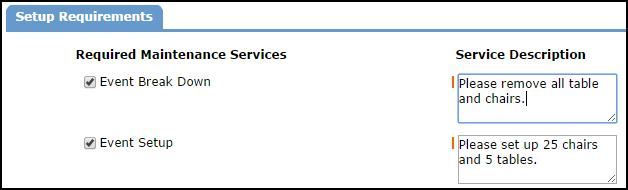 Setup Requirements
Required Maintenance Services
Service Description
Event Break Down
Please remove all table
and chairs.
Event Setup
Please set up 25 chairs
and 5 tables.